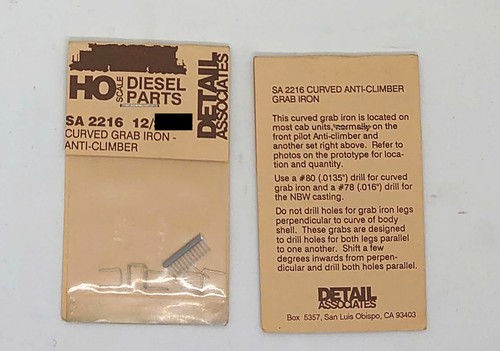 HO SCALE DIESEL PARTS
DETAIL ASSOCIATES
SA 2216 12/
CURVED GRAB IRON -
ANTI-CLIMBER
SA 2216 CURVED ANTI-CLIMBER
GRAB IRON
This curved grab iron is located on
most cab units, normally on the
front pilot Anti-climber and
another set right above. Refer to
photos on the prototype for loca-
tion and quantity.
Use a #80 (.0135") drill for curved
grab iron and a #78 (.016") drill for
the NBW casting.
Do not drill holes for grab iron legs
perpendicular to curve of body
shell. These grabs are designed
to drill holes for both legs parallel
to one another. Shift a few
degrees inwards from perpen-
dicular and drill both holes parallel.
DETAIL
ASSOCIATES
Box 5357, San Luis Obispo, CA 93403